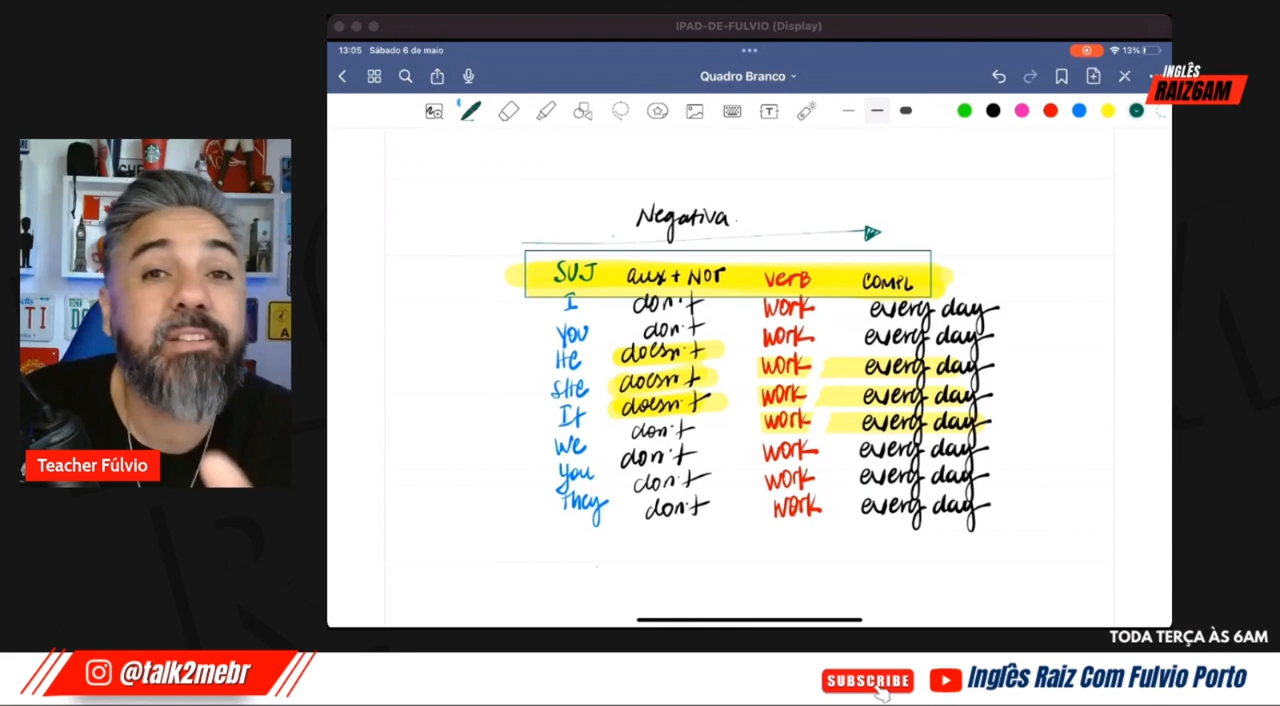 IPAD-DE-FULVIO (Display)
13:05 Sábado 6 de maio
13%
Quadro Branco
INGLÊS
RAIZ6AM
Negativa.
SUJ aux + NOT verb COMPL
I don't work every day
You don't work every day
He doesn't work every day
She doesn't work every day
It doesn't work every day
We don't work every day
You don't work every day
They don't work every day
don't
Teacher Fúlvio
TODA TERÇA ÀS 6AM
@talk2mebr
SUBSCRIBE
Inglês Raiz Com Fulvio Porto